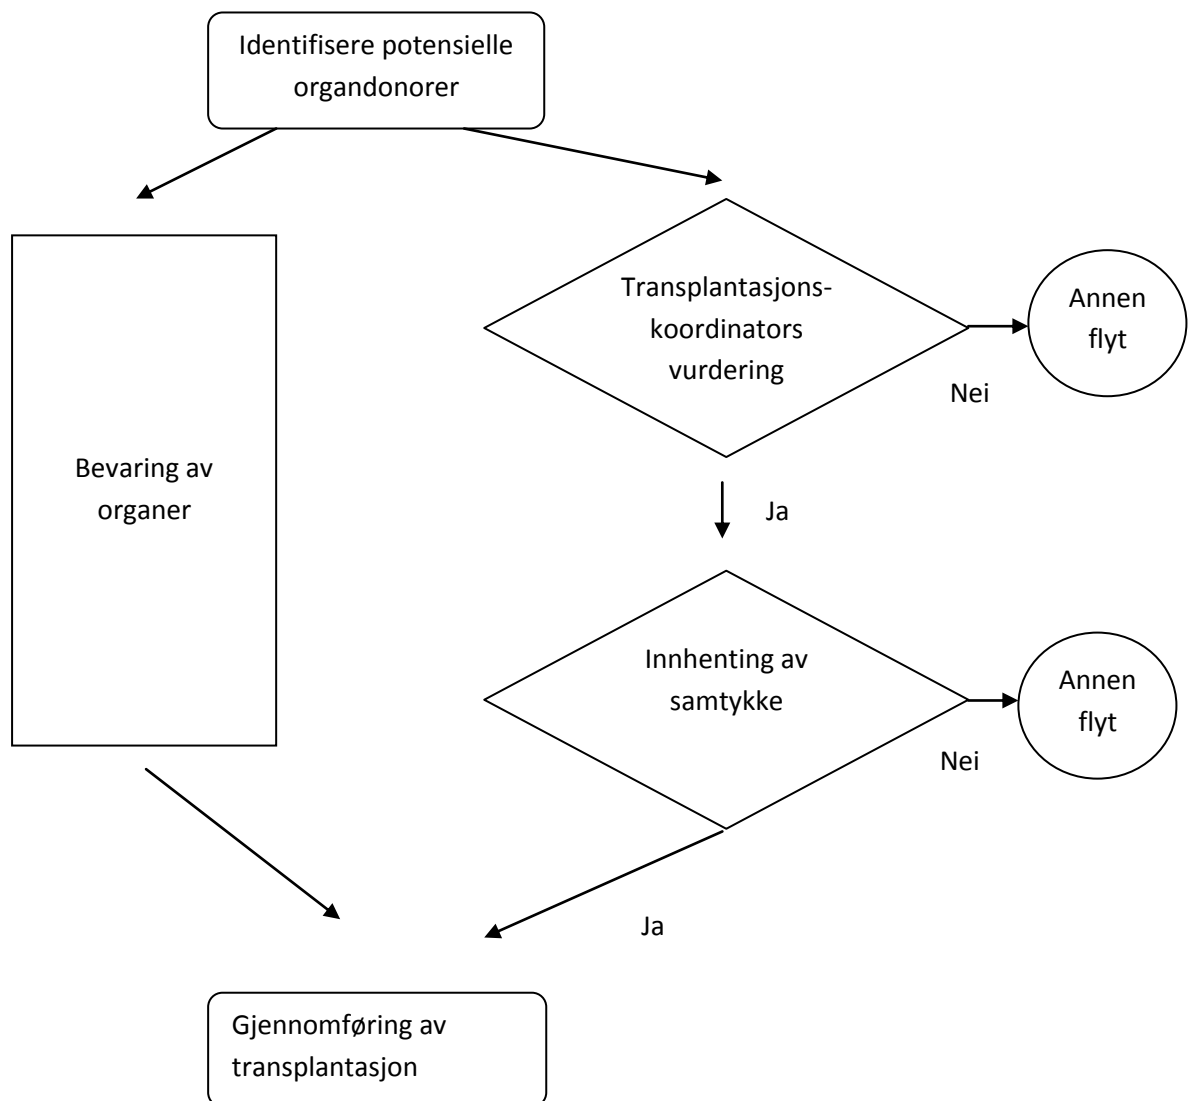 Identifisere potensielle
organdonorer
Transplantasjons-
koordinators
vurdering
Annen
flyt
Nei
Bevaring av
organer
Ja
Innhenting av
samtykke
Annen
flyt
Nei
Ja
Gjennomføring av
transplantasjon